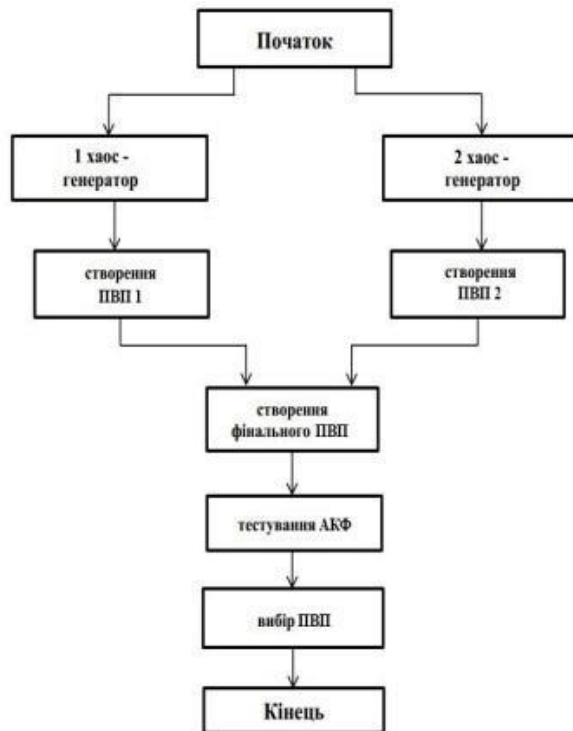 Початок
1 хаос -
генератор
2 хаос -
генератор
створення
ПВП 1
створення
ПВП 2
створення
фінального ПВП
тестування АКФ
вибір ПВП
Кінець